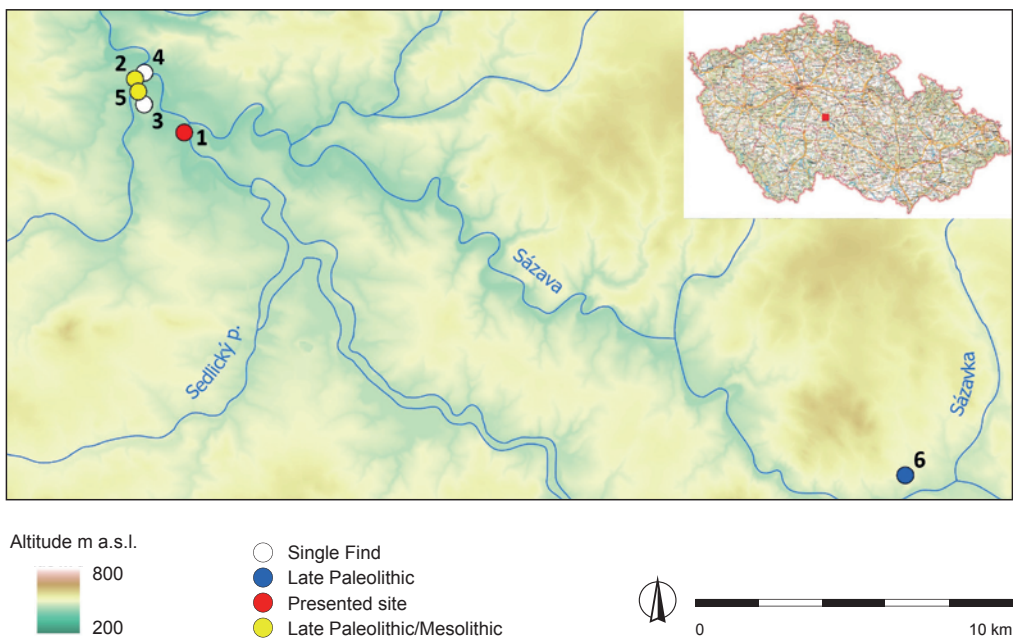 4
2
5
3
1
Sázava
Sedlický p.
Sázavka
6
Altitude m a.s.l.
800
200
Single Find
Late Paleolithic
Presented site
Late Paleolithic/Mesolithic
0
10 km